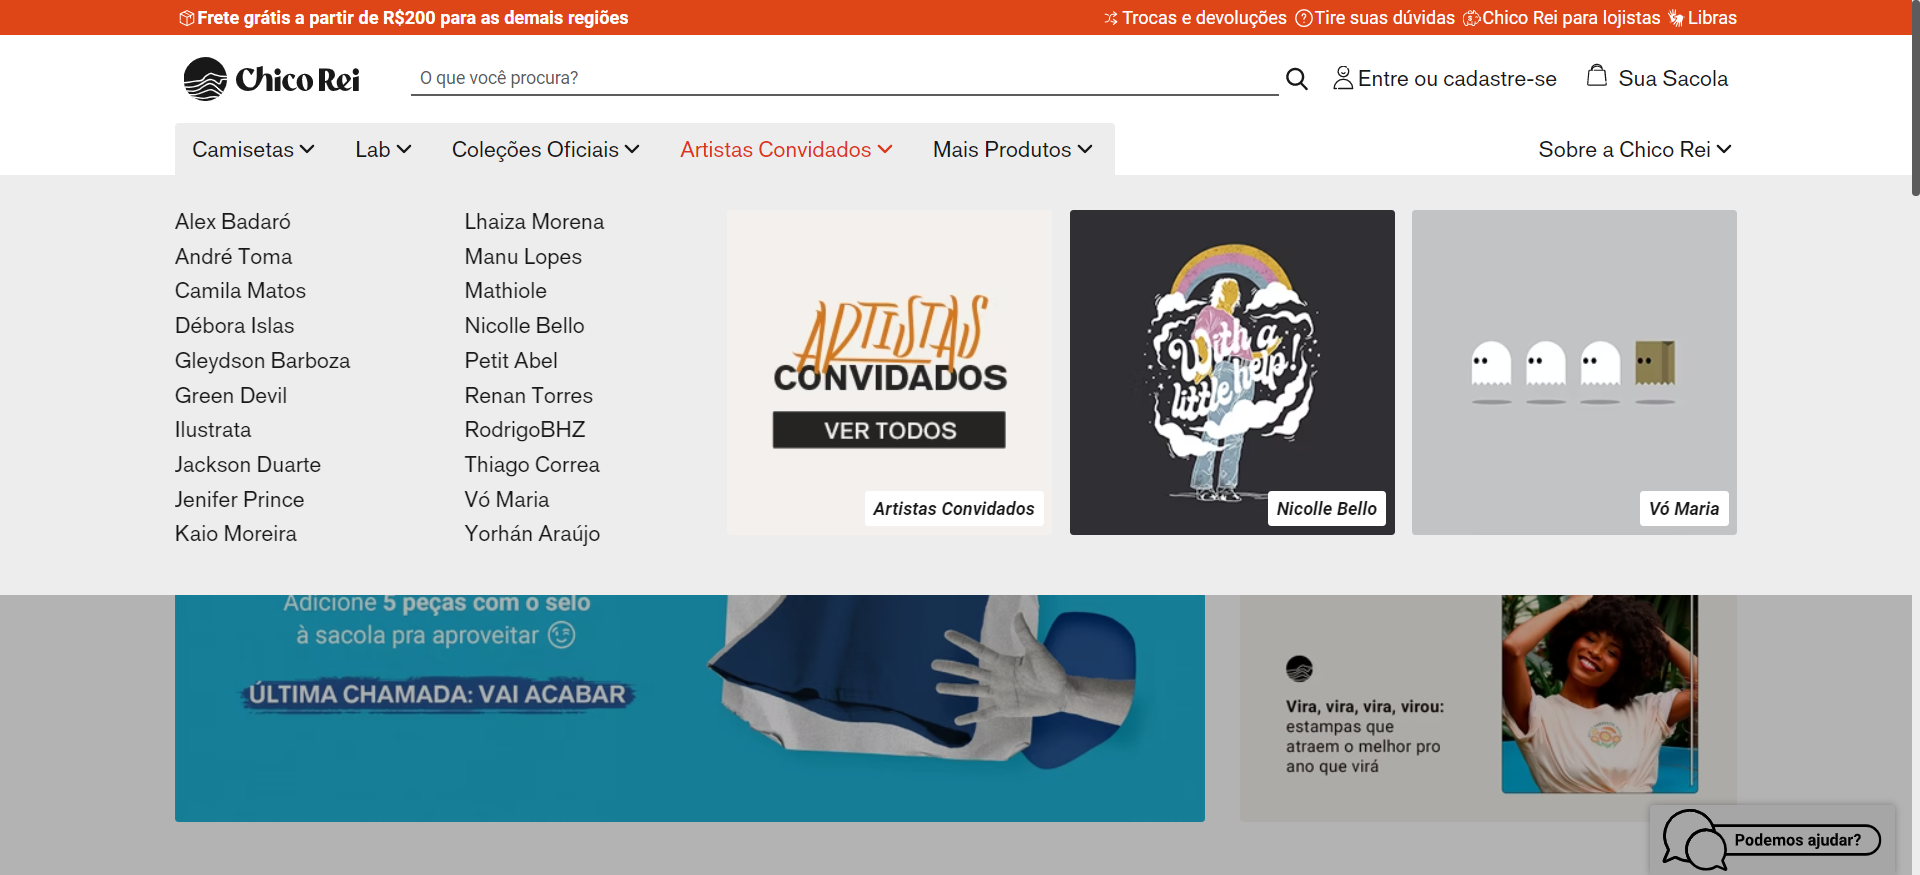 Frete grátis a partir de R$200 para as demais regiões
Trocas e devoluções
Tire suas dúvidas
Chico Rei para lojistas
Libras
Chico Rei
O que você procura?
Entre ou cadastre-se
Sua Sacola
Camisetas
Lab
Coleções Oficiais
Artistas Convidados
Mais Produtos
Sobre a Chico Rei
Alex Badaró
André Toma
Camila Matos
Débora Islas
Gleydson Barboza
Green Devil
Ilustrata
Jackson Duarte
Jenifer Prince
Kaio Moreira
Lhaiza Morena
Manu Lopes
Mathiole
Nicolle Bello
Petit Abel
Renan Torres
RodrigoBHZ
Thiago Correa
Vó Maria
Yorhán Araújo
ARTISTAS
CONVIDADOS
VER TODOS
Artistas Convidados
With a
little help!
Nicolle Bello
Vó Maria
Adicione 5 peças com o selo
à sacola pra aproveitar
ÚLTIMA CHAMADA: VAI ACABAR
Vira, vira, vira, virou:
estampas que
atraem o melhor pro
ano que virá
Podemos ajudar?